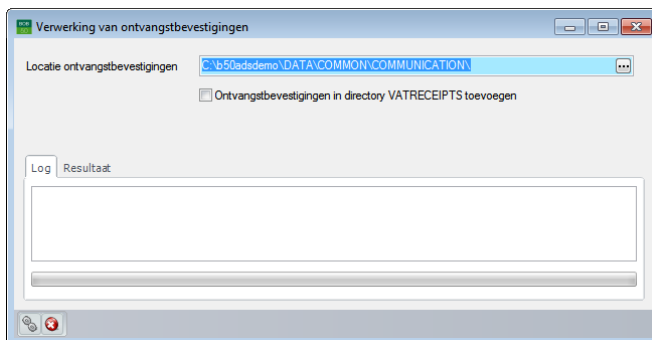 Verwerking van ontvangstbevestigingen
Locatie ontvangstbevestigingen C:\b50adsdemo\DATA\COMMON\COMMUNICATION\
Ontvangstbevestigingen in directory VATRECEIPTS toevoegen
Log Resultaat